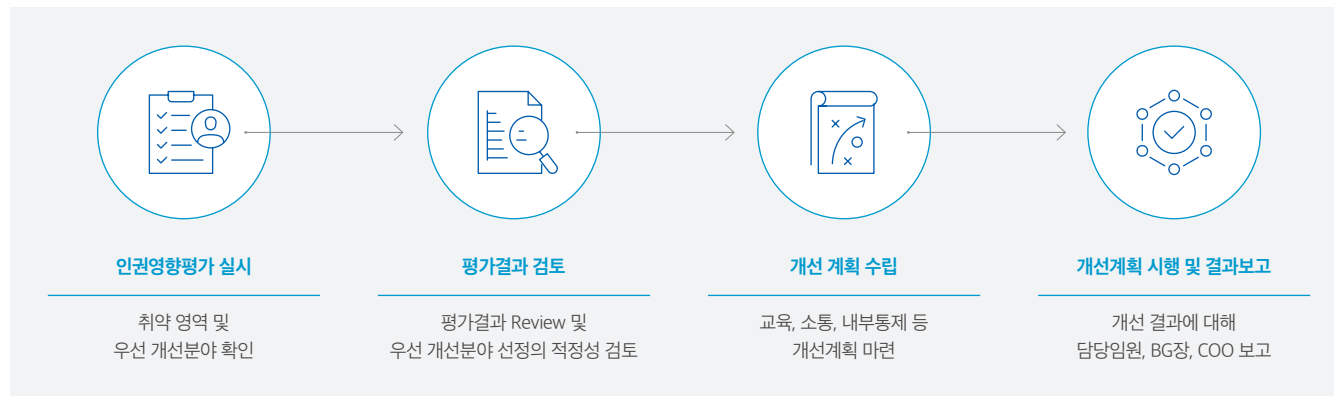 인권영향평가 실시
취약 영역 및
우선 개선분야 확인
평가결과 검토
평가결과 Review 및
우선 개선분야 선정의 적정성 검토
개선 계획 수립
교육, 소통, 내부통제 등
개선계획 마련
개선계획 시행 및 결과보고
개선 결과에 대해
담당임원, BG장, COO 보고